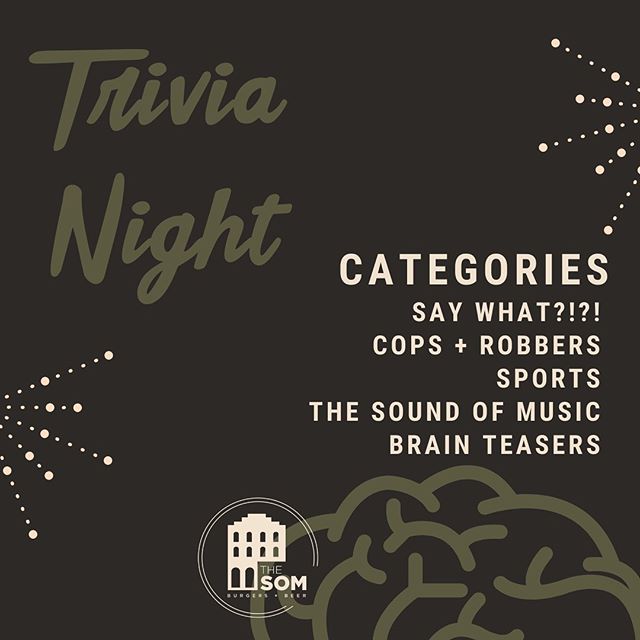 Trivia
Night
CATEGORIES
SAY WHAT?!?!
COPS + ROBBERS
SPORTS
THE SOUND OF MUSIC
BRAIN TEASERS
THE
SOM
BURGERS • BEER